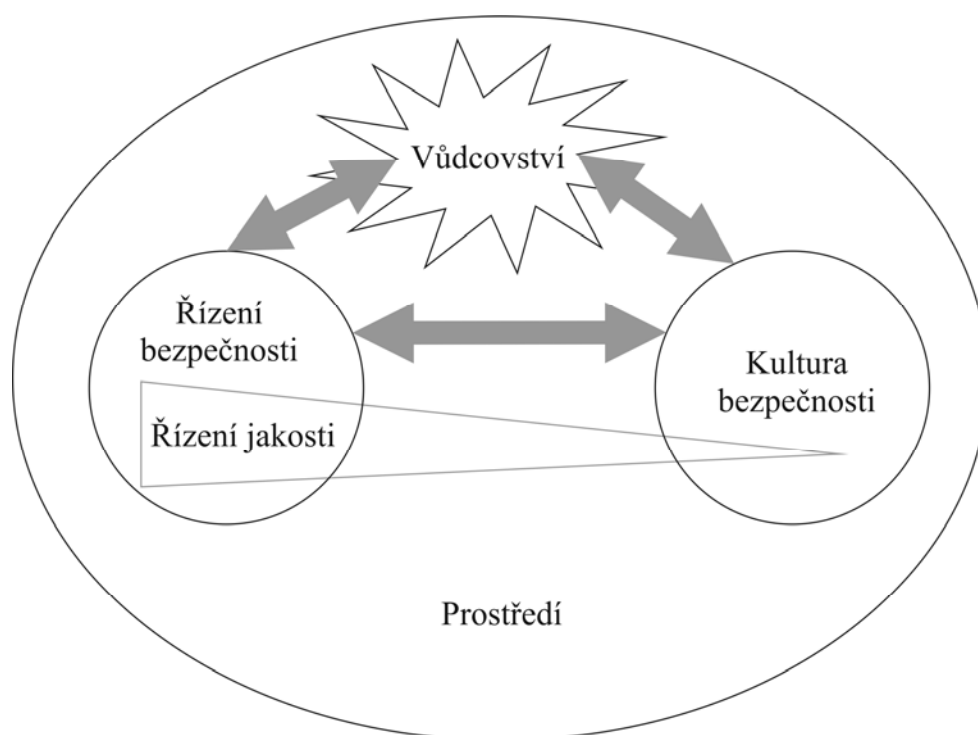 Vůdcovství
Řízení
bezpečnosti
Řízení jakosti
Kultura
bezpečnosti
Prostředí